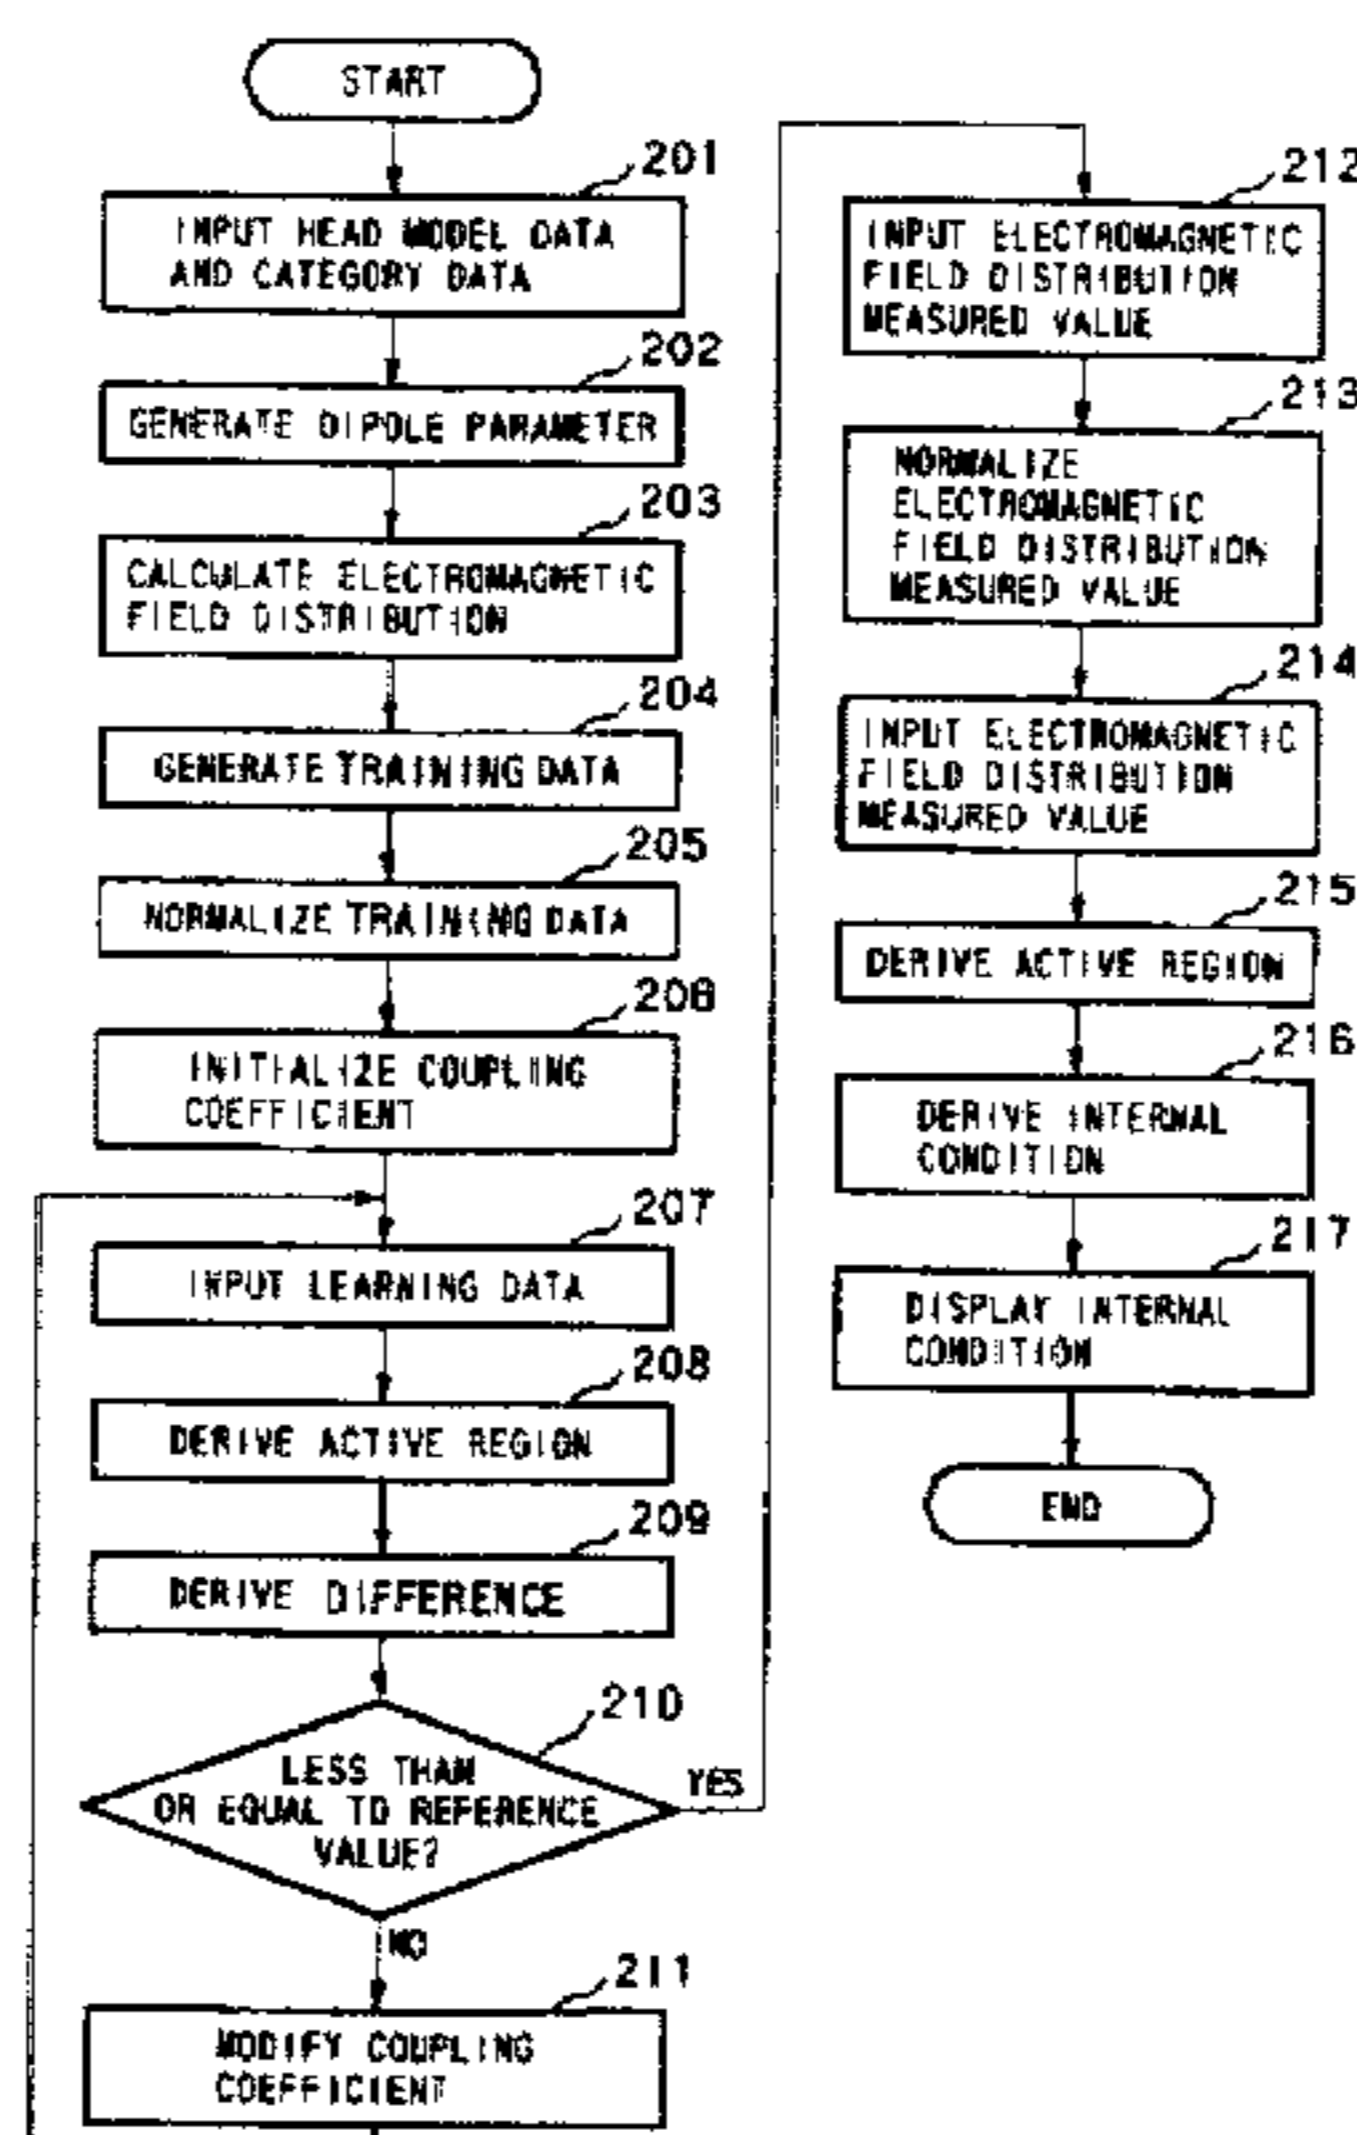 START
201
INPUT HEAD MODEL DATA
AND CATEGORY DATA
202
GENERATE DIPOLE PARAMETER
203
CALCULATE ELECTROMAGNETIC
FIELD DISTRIBUTION
204
GENERATE TRAINING DATA
205
NORMALIZE TRAINING DATA
206
INITIALIZE COUPLING
COEFFICIENT
207
INPUT LEARNING DATA
208
DERIVE ACTIVE REGION
209
DERIVE DIFFERENCE
210
LESS THAN
OR EQUAL TO REFERENCE
VALUE?
YES
NO
211
MODIFY COUPLING
COEFFICIENT
212
INPUT ELECTROMAGNETIC
FIELD DISTRIBUTION
MEASURED VALUE
213
NORMALIZE
ELECTROMAGNETIC
FIELD DISTRIBUTION
MEASURED VALUE
214
INPUT ELECTROMAGNETIC
FIELD DISTRIBUTION
MEASURED VALUE
215
DERIVE ACTIVE REGION
216
DERIVE INTERNAL
CONDITION
217
DISPLAY INTERNAL
CONDITION
END